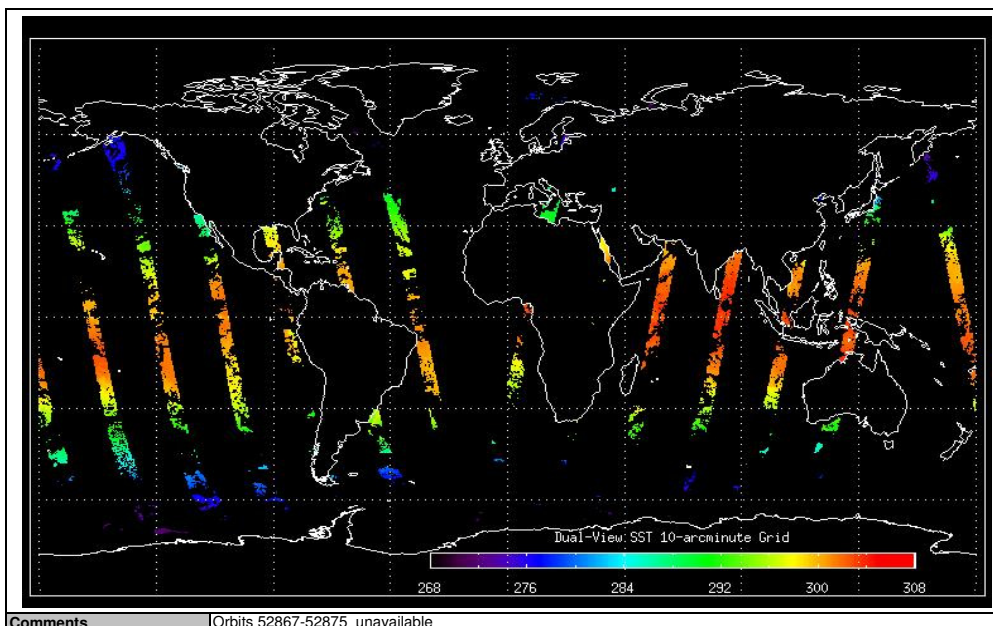 Dual-View SST 10-arcminute Grid
268 276 284 292 300 308
Comments Orbits 52867-52875 unavailable